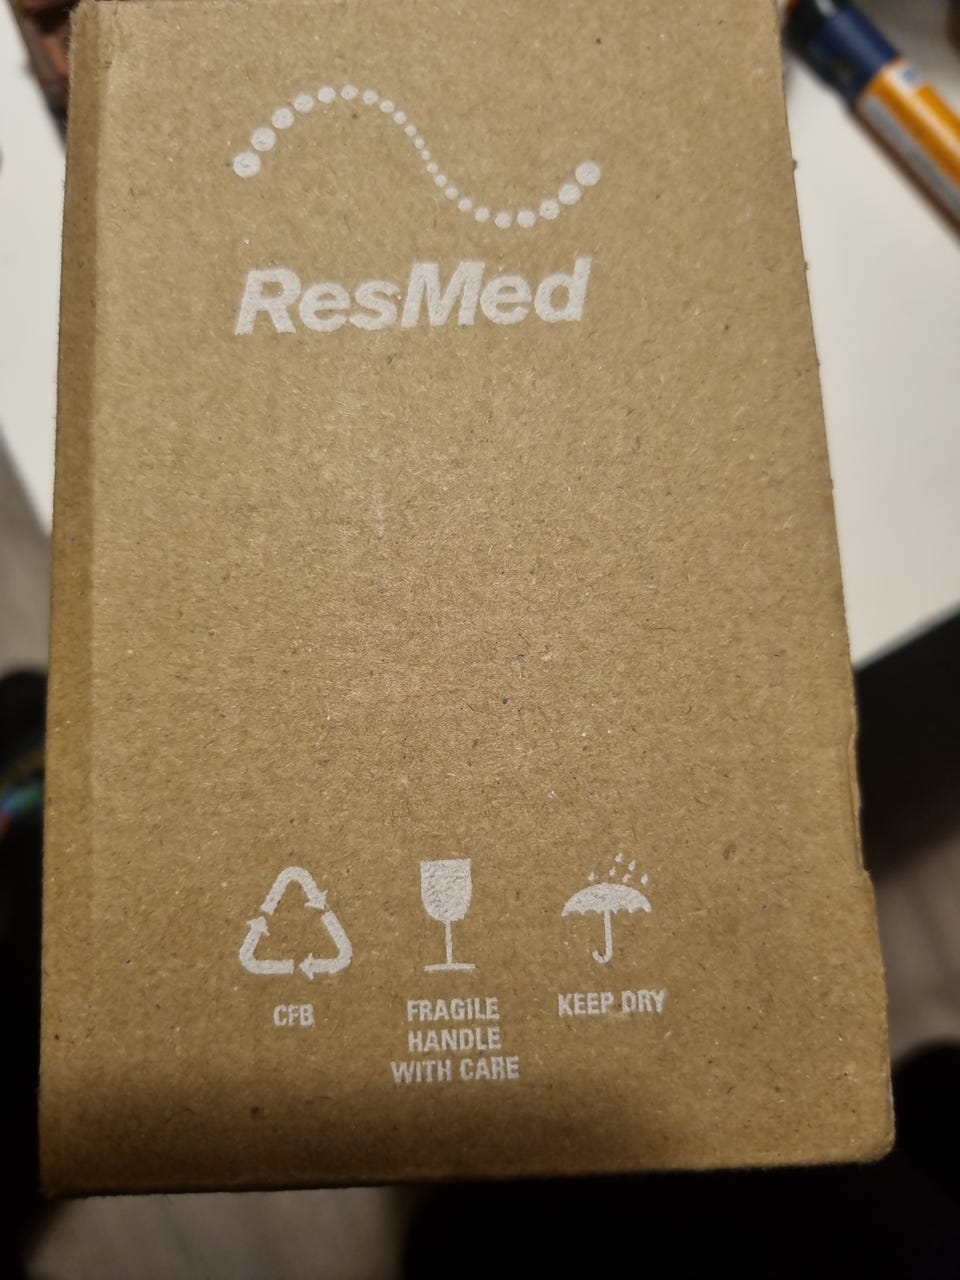 ResMed
CFB
FRAGILE
HANDLE
WITH CARE
KEEP DRY